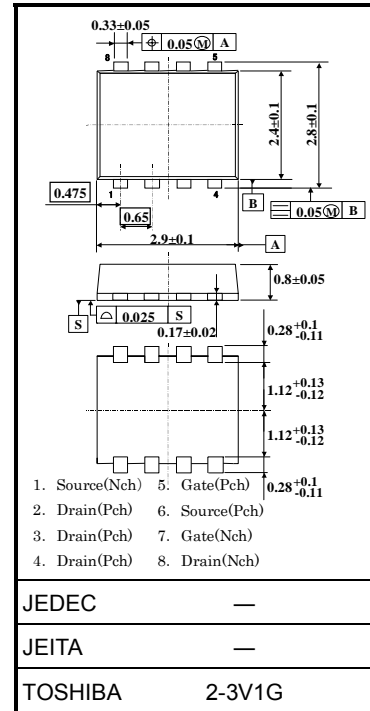 0.33±0.05
⌖ 0.05Ⓜ A
8 5
2.4±0.1
2.8±0.1
0.475
1 4
B
0.65
⌯ 0.05Ⓜ B
2.9±0.1
A
0.8±0.05
S
⌓ 0.025 S
0.17±0.02
0.28 +0.1 -0.11
1.12 +0.13 -0.12
1.12 +0.13 -0.12
0.28 +0.1 -0.11
1. Source(Nch) 5. Gate(Pch)
2. Drain(Pch) 6. Source(Pch)
3. Drain(Pch) 7. Gate(Nch)
4. Drain(Pch) 8. Drain(Nch)
JEDEC —
JEITA —
TOSHIBA 2-3V1G